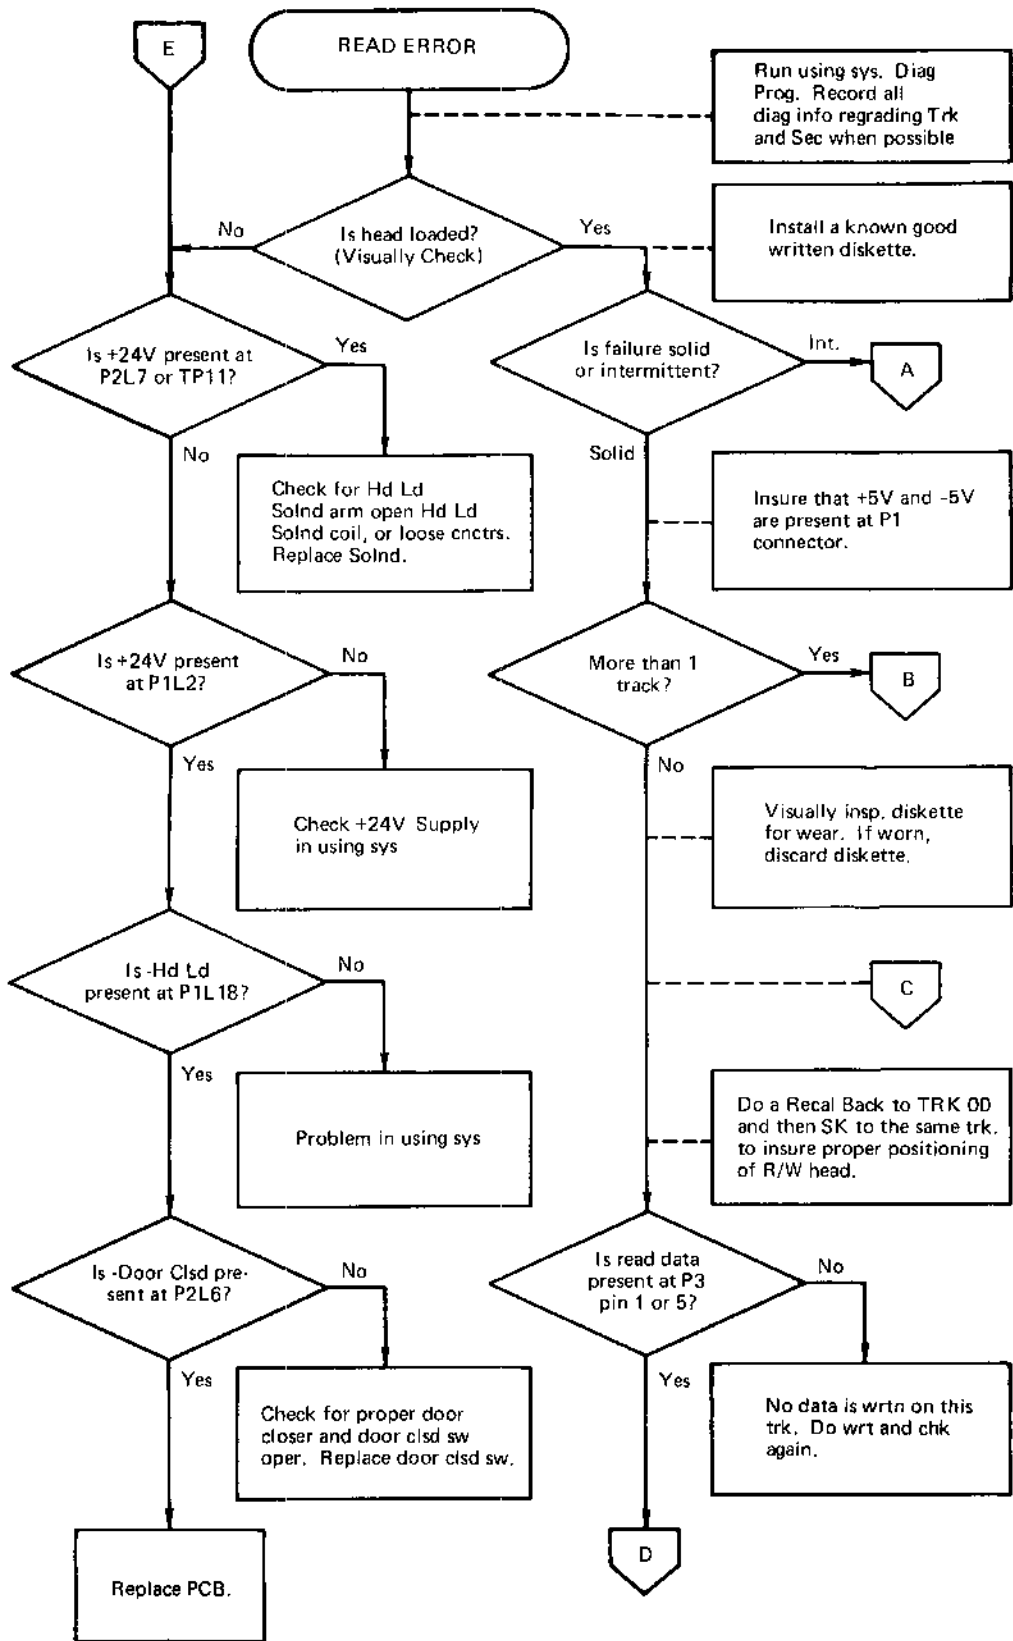 E
READ ERROR
Run using sys. Diag
Prog. Record all
diag info regrading Trk
and Sec when possible
No
Is head loaded?
(Visually Check)
Yes
Install a known good
written diskette.
Is +24V present at
P2L7 or TP11?
Yes
No
Is failure solid
or intermittent?
Int.
A
Solid
Check for Hd Ld
Solnd arm open Hd Ld
Solnd coil, or loose cnctrs.
Replace Solnd.
Insure that +5V and -5V
are present at P1
connector.
Is +24V present
at P1L2?
No
Yes
More than 1
track?
Yes
B
No
Check +24V Supply
in using sys
Visually insp. diskette
for wear. If worn,
discard diskette.
Is -Hd Ld
present at P1L18?
No
Yes
C
Problem in using sys
Do a Recal Back to TRK 00
and then SK to the same trk.
to insure proper positioning
of R/W head.
Is -Door Clsd pre-
sent at P2L6?
No
Yes
Is read data
present at P3
pin 1 or 5?
No
Yes
Check for proper door
closer and door clsd sw
oper. Replace door clsd sw.
No data is wrtn on this
trk. Do wrt and chk
again.
Replace PCB.
D